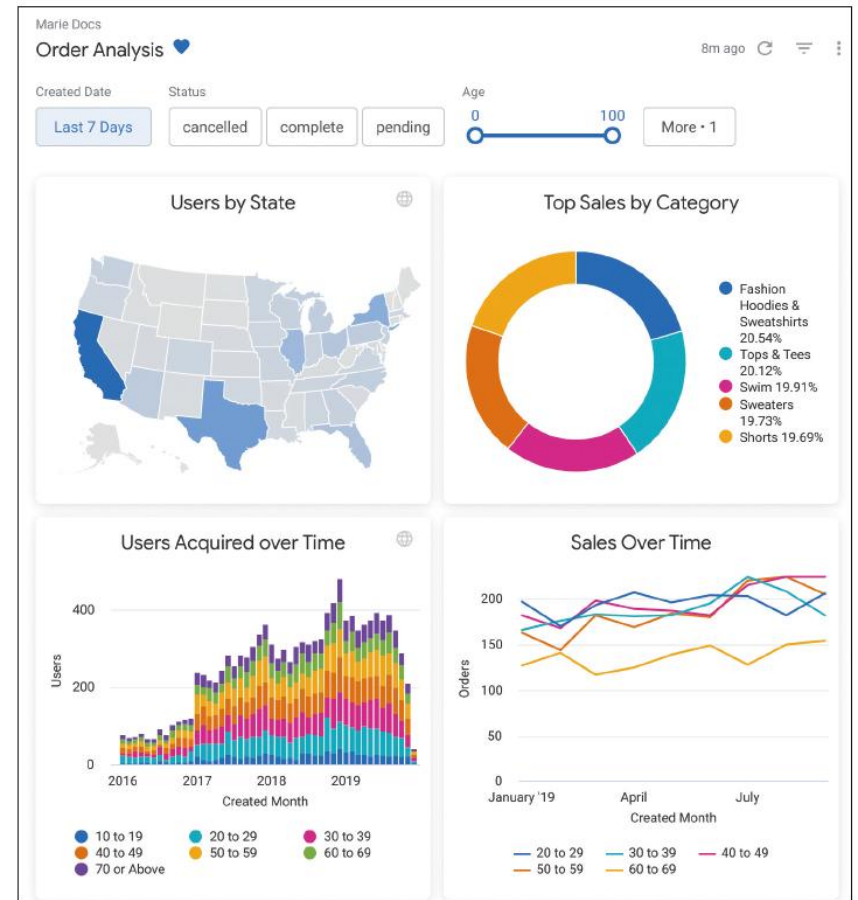 Marie Docs
Order Analysis
8m ago
Created Date
Status
Age
Last 7 Days
cancelled
complete
pending
0
100
More • 1
Users by State
Top Sales by Category
Fashion
Hoodies &
Sweatshirts
20.54%
Tops & Tees
20.12%
Swim 19.91%
Sweaters
19.73%
Shorts 19.69%
Users Acquired over Time
400
200
0
Users
2016
2017
2018
2019
Created Month
10 to 19
20 to 29
30 to 39
40 to 49
50 to 59
60 to 69
70 or Above
Sales Over Time
200
150
100
50
0
Orders
January '19
April
July
Created Month
20 to 29
30 to 39
40 to 49
50 to 59
60 to 69